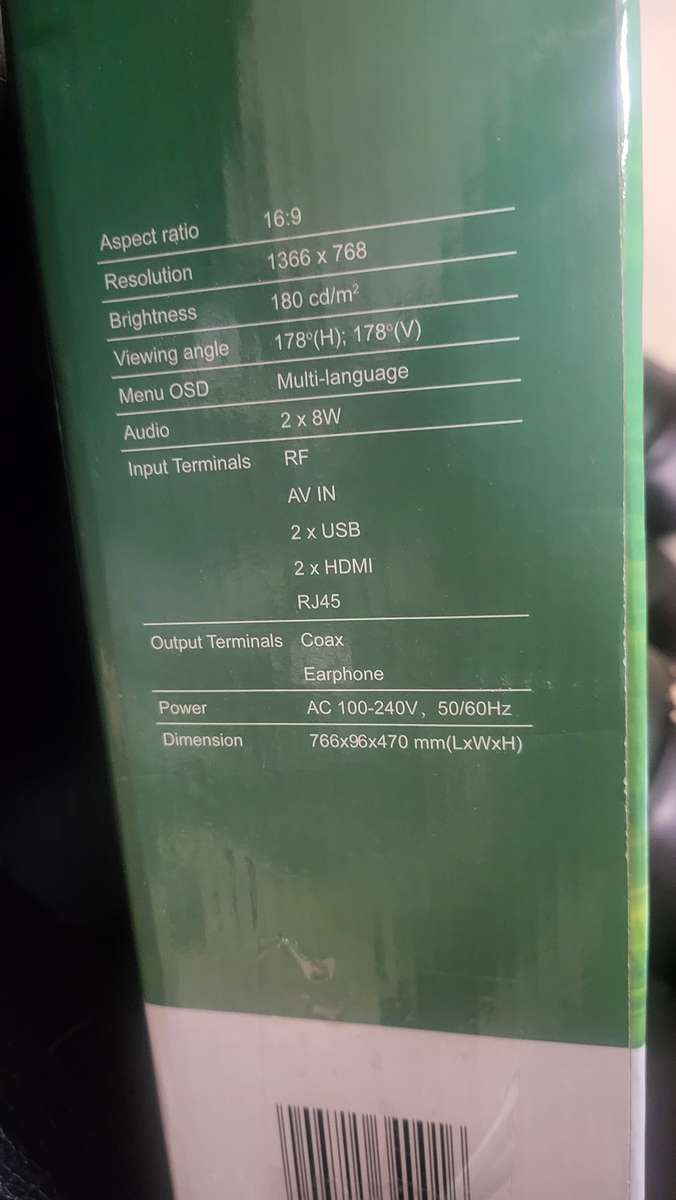 Aspect ratio 16:9
Resolution 1366 x 768
Brightness 180 cd/m²
Viewing angle 178°(H); 178°(V)
Menu OSD Multi-language
Audio 2 x 8W
Input Terminals RF
AV IN
2 x USB
2 x HDMI
RJ45
Output Terminals Coax
Earphone
Power AC 100-240V、50/60Hz
Dimension 766x96x470 mm(LxWxH)